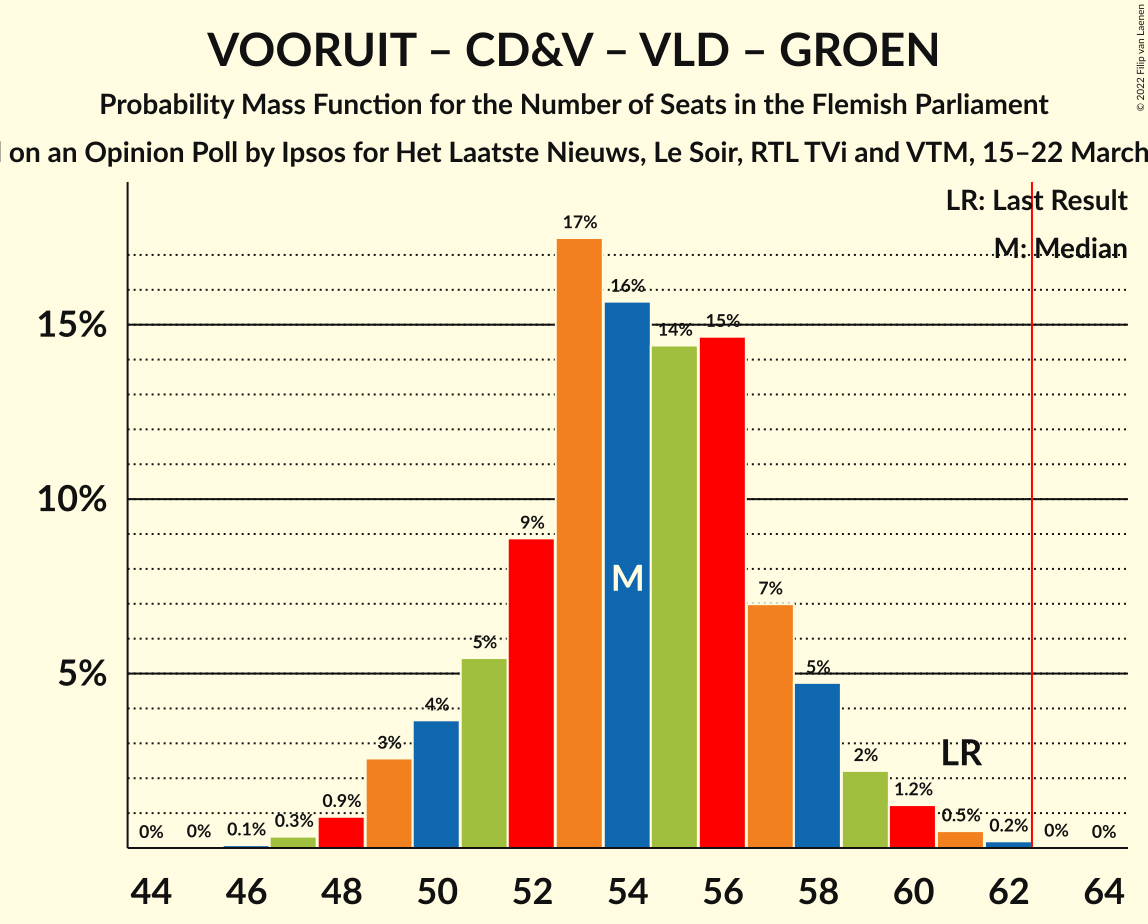 VOORUIT – CD&V – VLD – GROEN
Probability Mass Function for the Number of Seats in the Flemish Parliament
on an Opinion Poll by Ipsos for Het Laatste Nieuws, Le Soir, RTL TVi and VTM, 15–22 March
© 2022 Filip van Laenen
LR: Last Result
M: Median
15%
10%
5%
0% 0% 0.1% 0.3% 0.9% 3% 4% 5% 9% 17% 16% 14% 15% 7% 5% 2% 1.2% 0.5% 0.2% 0% 0%
M
LR
44 46 48 50 52 54 56 58 60 62 64